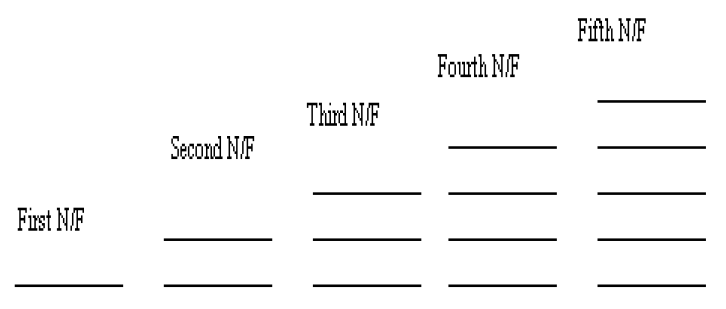 First N/F
Second N/F
Third N/F
Fourth N/F
Fifth N/F